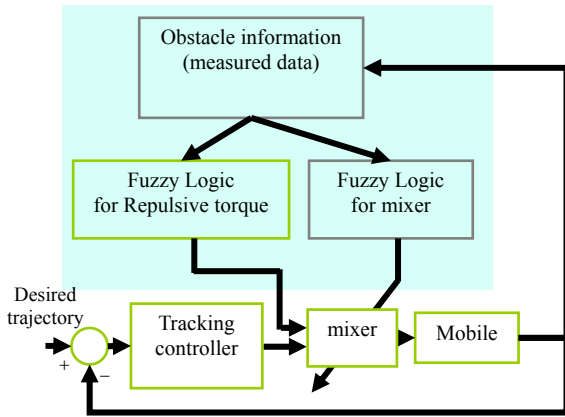 Obstacle information
(measured data)
Fuzzy Logic
for Repulsive torque
Fuzzy Logic
for mixer
Desired
trajectory
+
−
Tracking
controller
mixer
Mobile